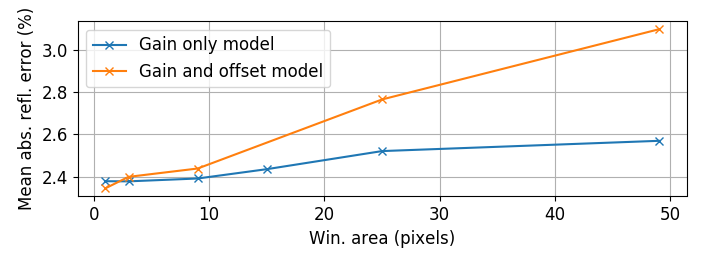 Mean abs. refl. error (%)
3.0
2.8
2.6
2.4
Gain only model
Gain and offset model
0 10 20 30 40 50
Win. area (pixels)